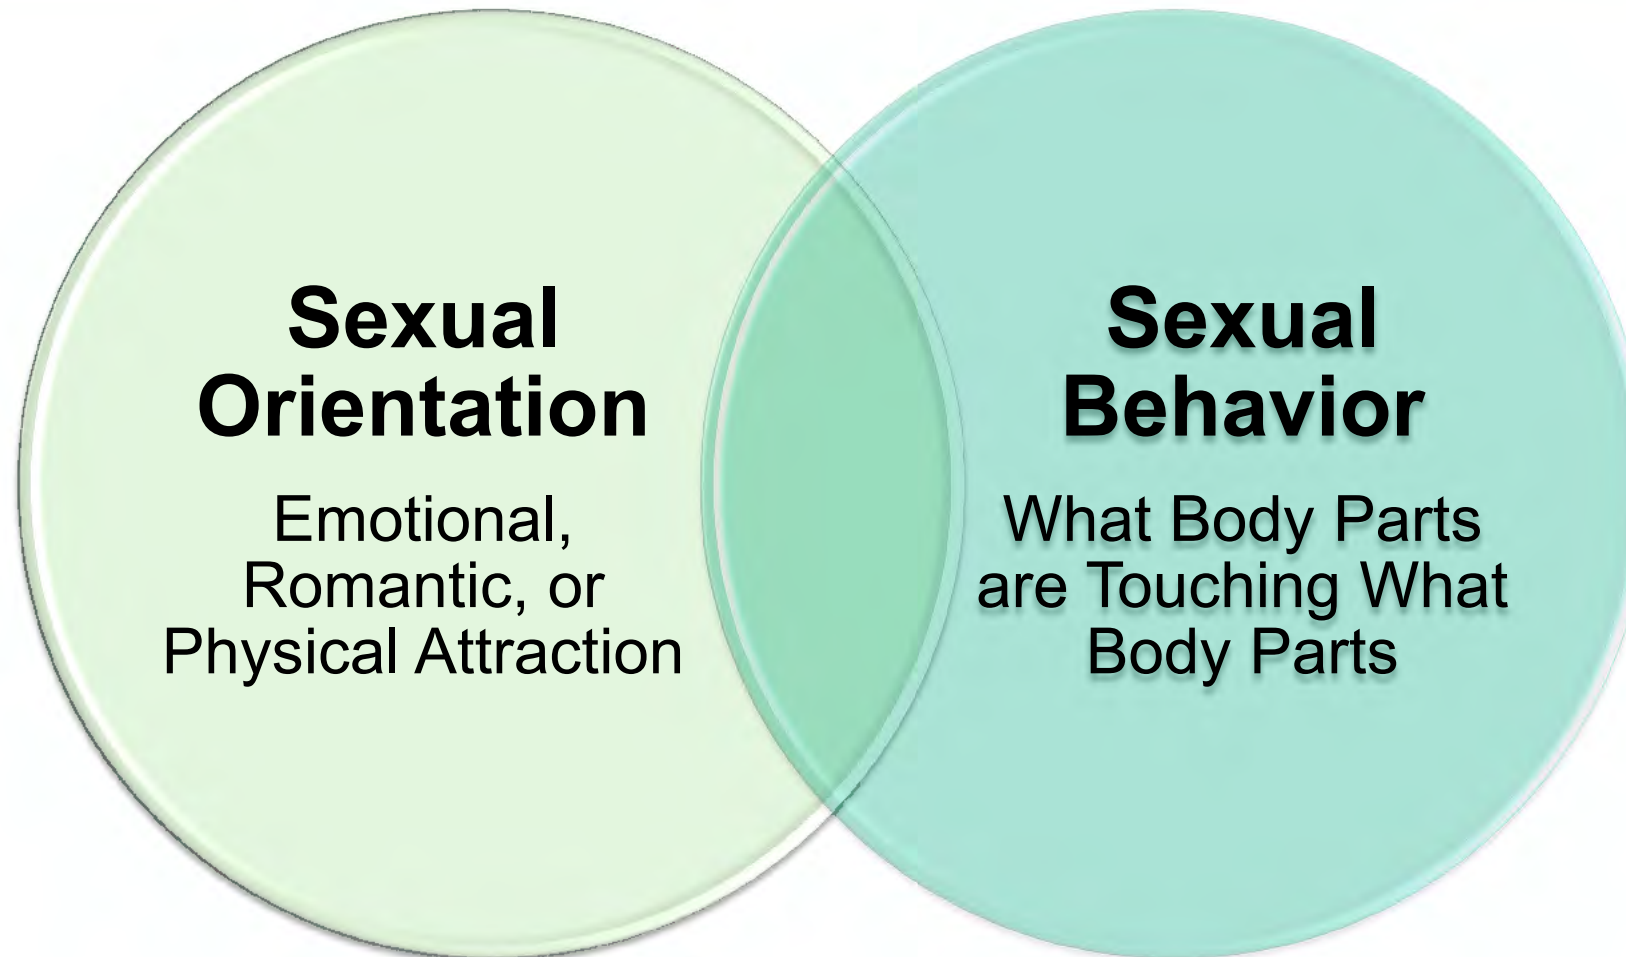 Sexual
Orientation
Emotional,
Romantic, or
Physical Attraction
Sexual
Behavior
What Body Parts
are Touching What
Body Parts